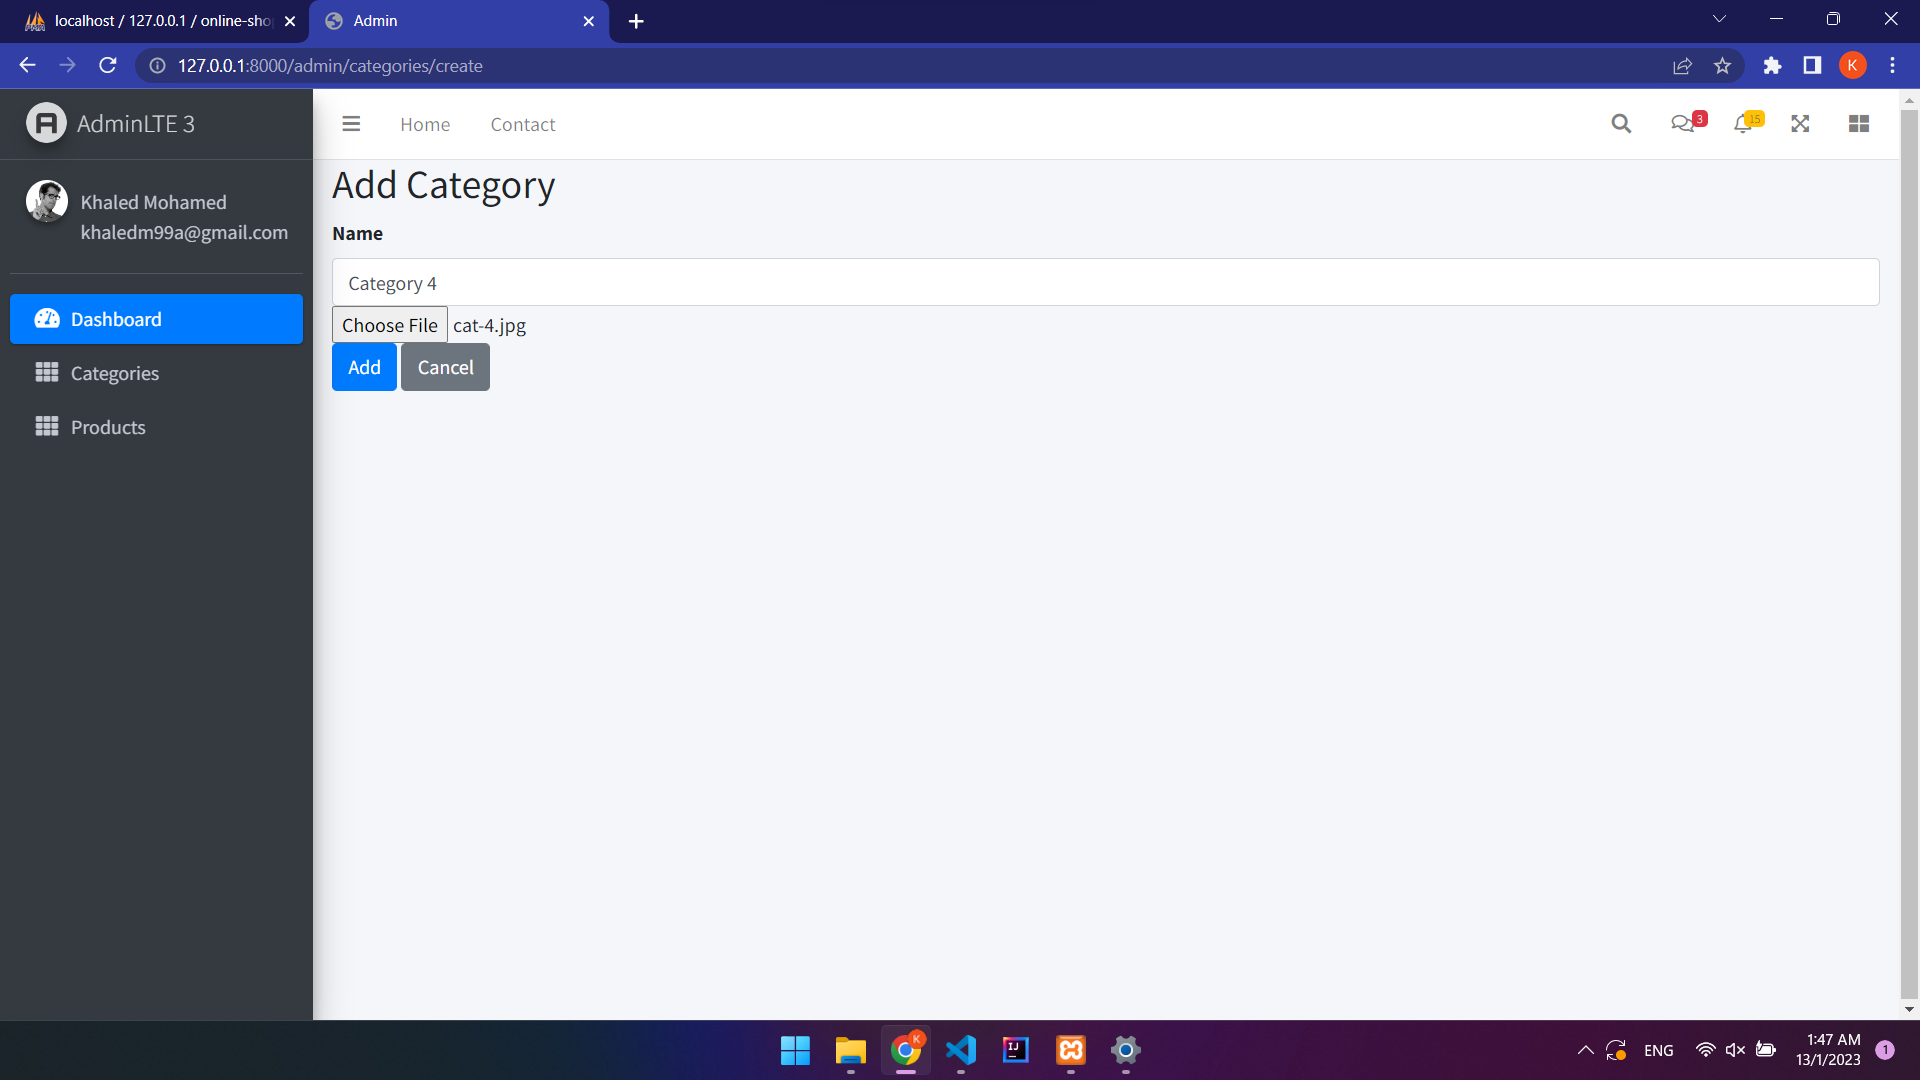 localhost / 127.0.0.1 / online-sho
Admin
127.0.0.1:8000/admin/categories/create
K
AdminLTE 3
Home
Contact
3
15
Khaled Mohamed
khaledm99a@gmail.com
Dashboard
Categories
Products
Add Category
Name
Category 4
Choose File cat-4.jpg
Add
Cancel
K
IJ
ENG
1:47 AM
13/1/2023
1